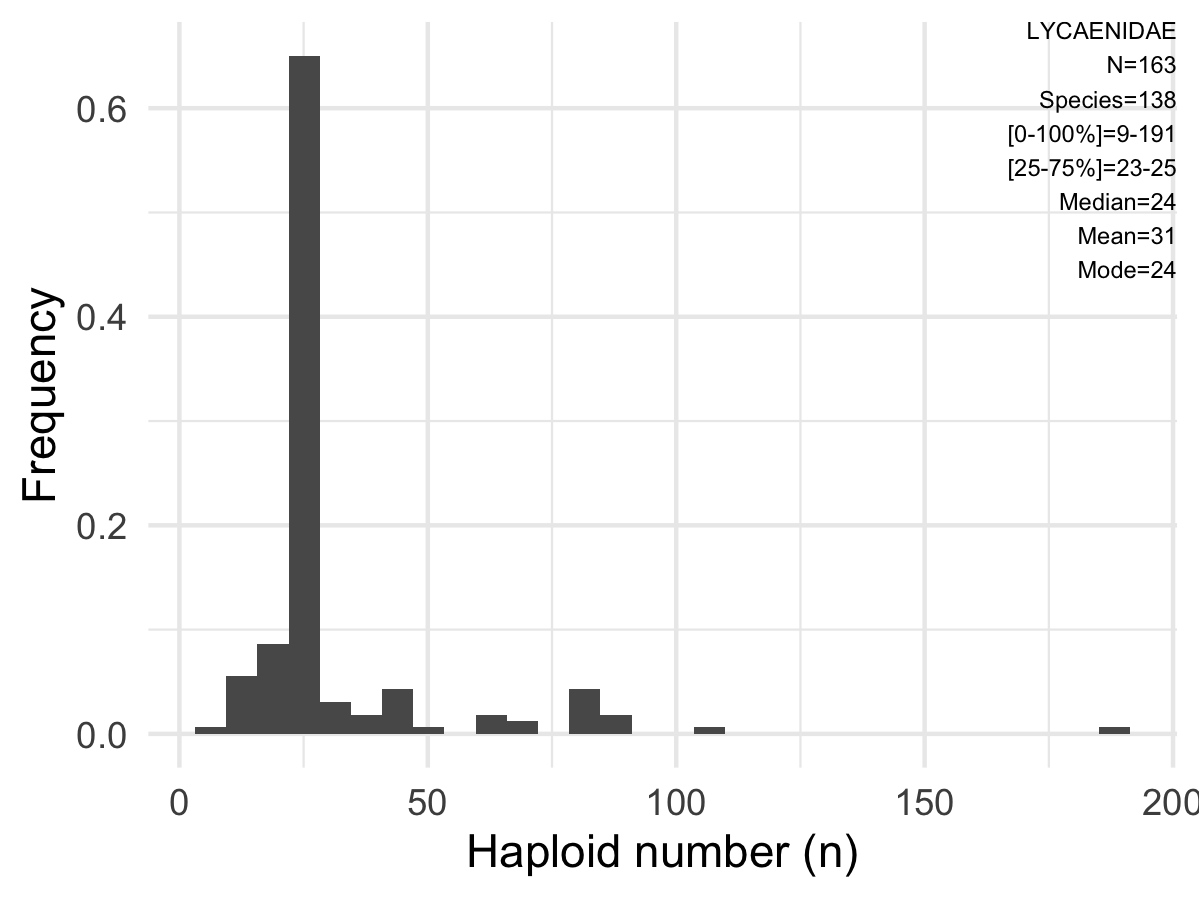 LYCAENIDAE
N=163
Species=138
[0-100%]=9-191
[25-75%]=23-25
Median=24
Mean=31
Mode=24
Frequency
0.6
0.4
0.2
0.0
0 50 100 150 200
Haploid number (n)